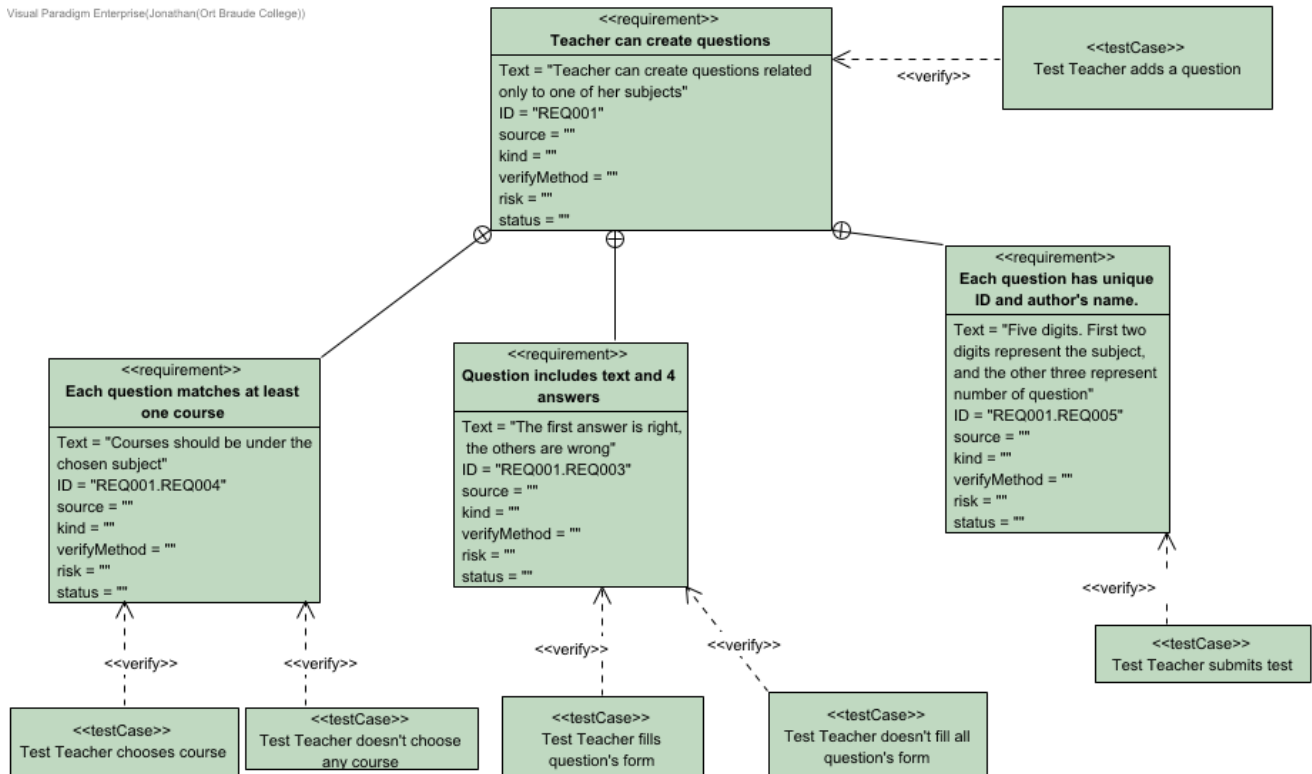 Visual Paradigm Enterprise(Jonathan(Ort Braude College))
<<requirement>>
Teacher can create questions
Text = "Teacher can create questions related
only to one of her subjects"
ID = "REQ001"
source = ""
kind = ""
verifyMethod = ""
risk = ""
status = ""
<<testCase>>
Test Teacher adds a question
<<verify>>
<<requirement>>
Each question has unique
ID and author's name.
Text = "Five digits. First two
digits represent the subject,
and the other three represent
number of question"
ID = "REQ001.REQ005"
source = ""
kind = ""
verifyMethod = ""
risk = ""
status = ""
<<requirement>>
Question includes text and 4
answers
Text = "The first answer is right,
the others are wrong"
ID = "REQ001.REQ003"
source = ""
kind = ""
verifyMethod = ""
risk = ""
status = ""
<<requirement>>
Each question matches at least
one course
Text = "Courses should be under the
chosen subject"
ID = "REQ001.REQ004"
source = ""
kind = ""
verifyMethod = ""
risk = ""
status = ""
<<verify>>
<<verify>>
<<verify>>
<<verify>>
<<verify>>
<<testCase>>
Test Teacher submits test
<<testCase>>
Test Teacher chooses course
<<testCase>>
Test Teacher doesn't choose
any course
<<testCase>>
Test Teacher fills
question's form
<<testCase>>
Test Teacher doesn't fill all
question's form